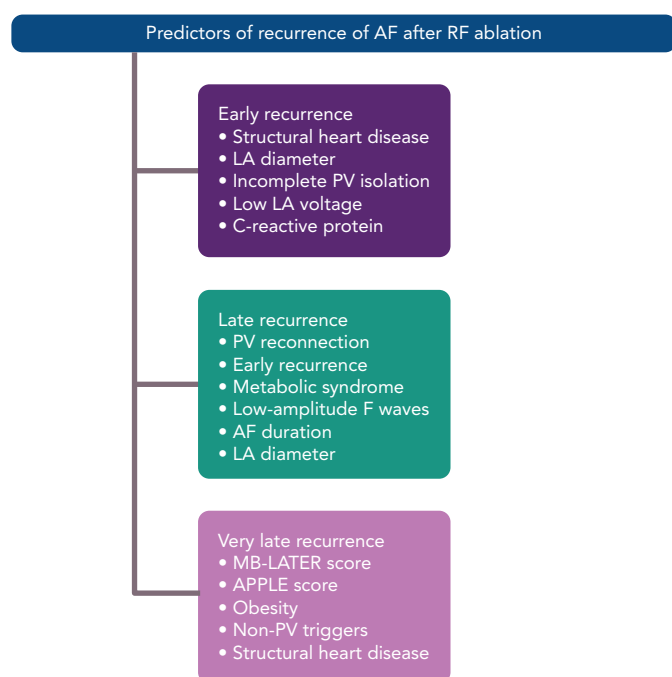 Predictors of recurrence of AF after RF ablation
Early recurrence
• Structural heart disease
• LA diameter
• Incomplete PV isolation
• Low LA voltage
• C-reactive protein
Late recurrence
• PV reconnection
• Early recurrence
• Metabolic syndrome
• Low-amplitude F waves
• AF duration
• LA diameter
Very late recurrence
• MB-LATER score
• APPLE score
• Obesity
• Non-PV triggers
• Structural heart disease